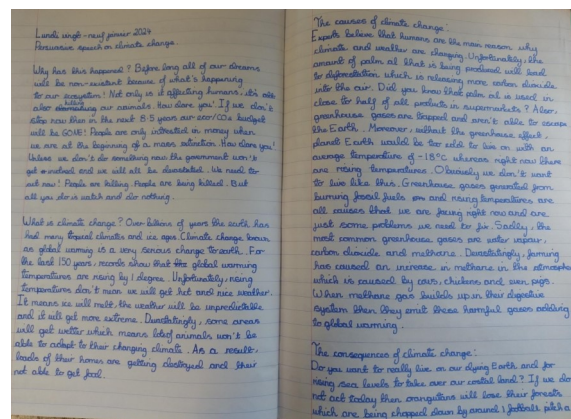 Lundi vingt-neuf janvier 2024
Persuasive speech on climate change.
Why has this happened? Before long all of our dreams
will be non-existent because of what's happening
to our ecosystem! Not only is it affecting humans, it's
also killing our animals. How dare you! If we don't
stop now then in the next 8.5 years our CO2 budget
will be GONE! People are only interested in money when
we are at the beginning of a mass extinction. How dare you!
Unless we don't do something now the government won't
get involved and we will all be devastated. We need to
act now! People are killing. People are being killed. But
all you do is watch and do nothing.
What is climate change? Over billions of years the earth has
had many tropical climates and ice ages. Climate change known
as global warming is a very serious change to earth. For
the last 150 years, records show that global warming
temperatures are rising by 1 degree. Unfortunately, rising
temperatures don't mean we will get hot and nice weather.
It means ice will melt, the weather will be unpredictable
and it will get more extreme. Devastatingly, some areas
will get wetter which means lots of animals won't be
able to adapt to their changing climate. As a result,
loads of their homes are getting destroyed and their
not able to get food.
The causes of climate change:
Experts believe that humans are the main reason why
climate and weather are changing. Unfortunately, the
amount of palm oil that is being produced will lead
to deforestation which is releasing more carbon dioxide
into the air. Did you know that palm oil is used in
close to half of all products in supermarkets? Also,
greenhouse gases are trapped and aren't able to escape
the Earth. Moreover, without the greenhouse effect,
planet Earth would be too cold to live on with an
average temperature of -18°C whereas right now there
are rising temperatures. Obviously we don't want
to live like this. Greenhouse gases generated from
burning fossil fuels and rising temperatures are
all causes that we are facing right now and are
just some problems we need to fix. Sadly, the
most common greenhouse gases are water vapour,
carbon dioxide and methane. Devastatingly, farming
has caused an increase in methane in the atmosphere
which is caused by cows, chickens and even pigs.
When methane gas builds up in their digestive
system then they emit these harmful gases adding
to global warming.
The consequences of climate change:
Do you want to really live on our dying Earth and for
rising sea levels to take over our costal land? If we do
not act today then orangutans will lose their forests
which are being chopped down by around 1 football pitch a